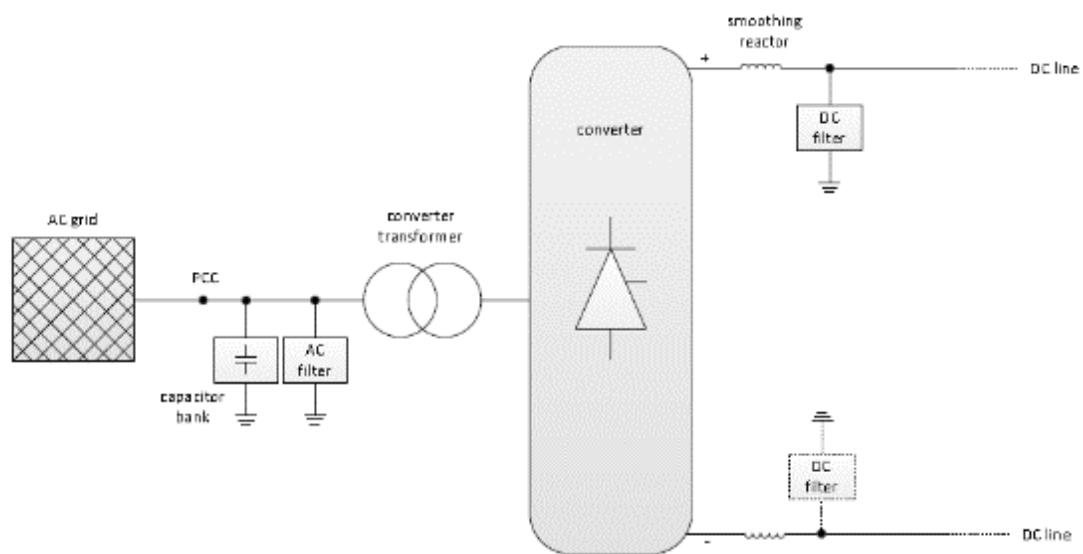 smoothing
reactor
+
DC line
DC
filter
converter
AC grid
converter
transformer
PCC
AC
filter
capacitor
bank
DC
filter
-
DC line